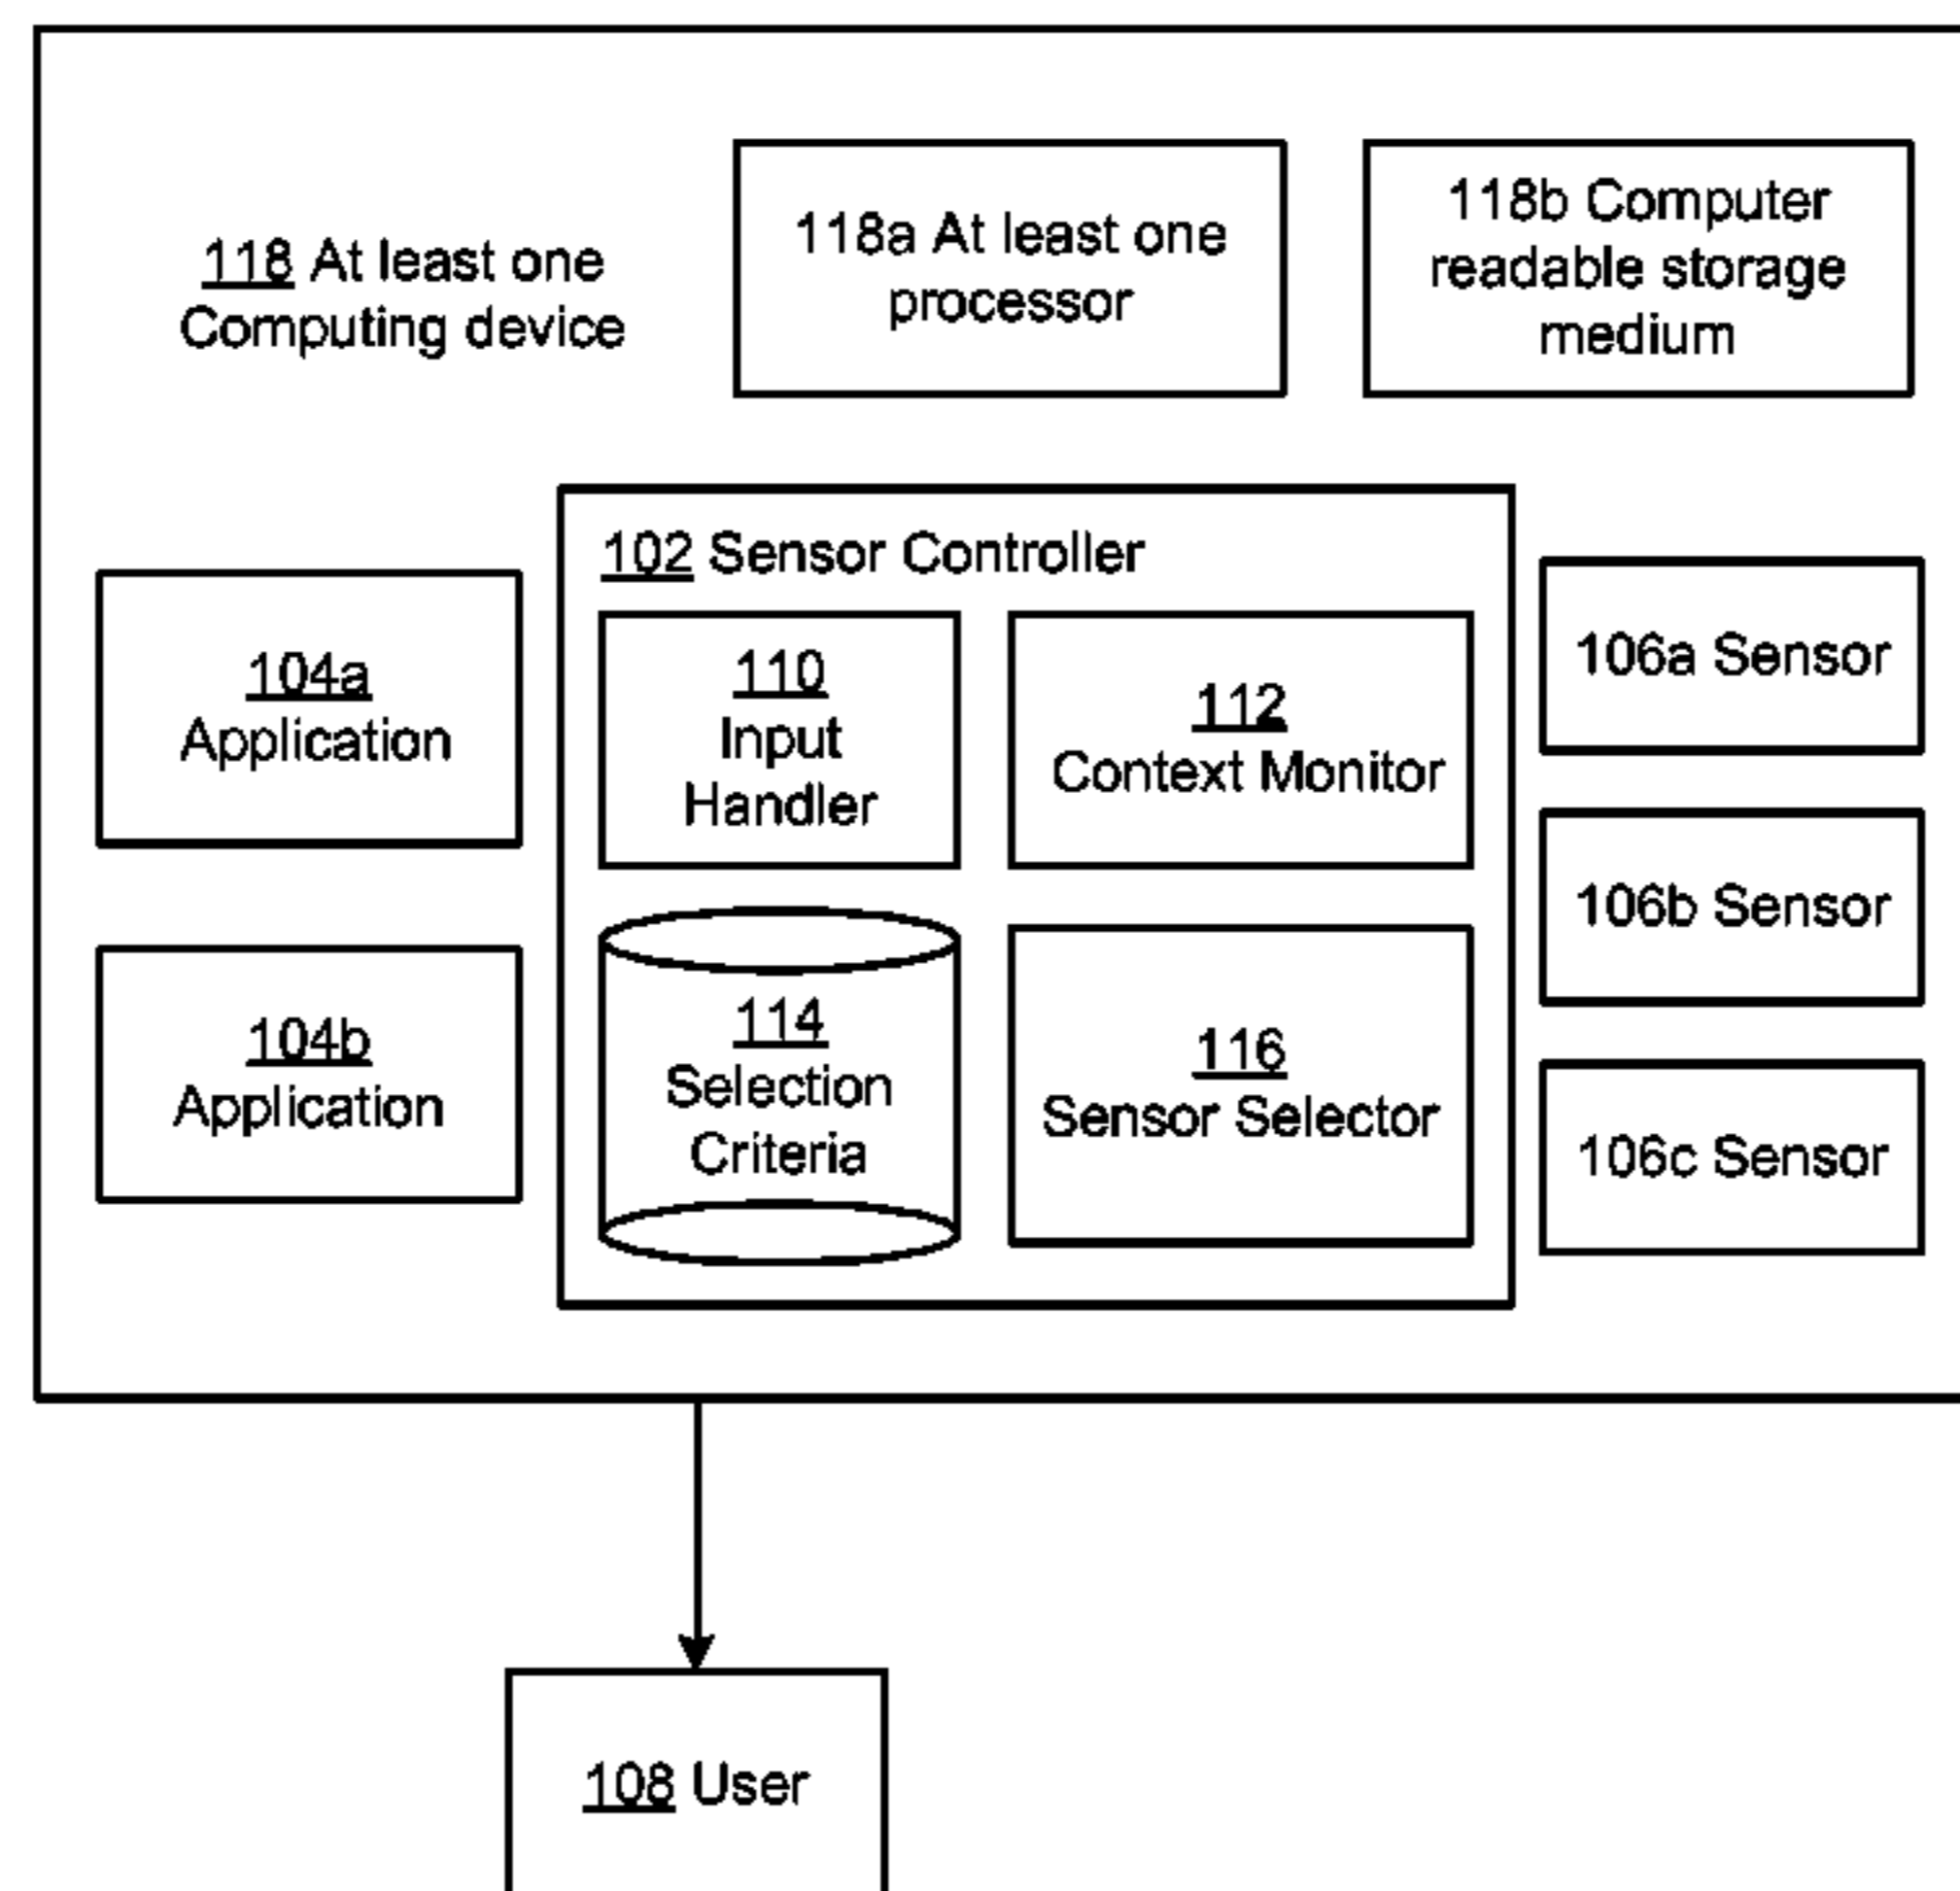 118 At least one
Computing device
118a At least one
processor
118b Computer
readable storage
medium
102 Sensor Controller
104a
Application
110
Input
Handler
112
Context Monitor
106a Sensor
106b Sensor
104b
Application
114
Selection
Criteria
116
Sensor Selector
106c Sensor
108 User